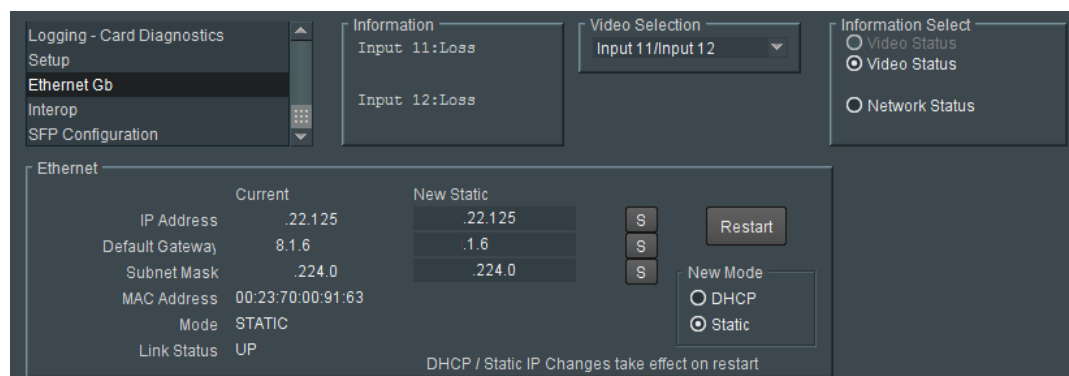 Logging - Card Diagnostics
Setup
Ethernet Gb
Interop
SFP Configuration
Information
Input 11:Loss
Input 12:Loss
Video Selection
Input 11/Input 12
Information Select
Video Status
Video Status
Network Status
Ethernet
Current New Static
IP Address .22.125 .22.125 S
Default Gateway 8.1.6 .1.6 S
Subnet Mask .224.0 .224.0 S
MAC Address 00:23:70:00:91:63
Mode STATIC
Link Status UP
Restart
New Mode
DHCP
Static
DHCP / Static IP Changes take effect on restart